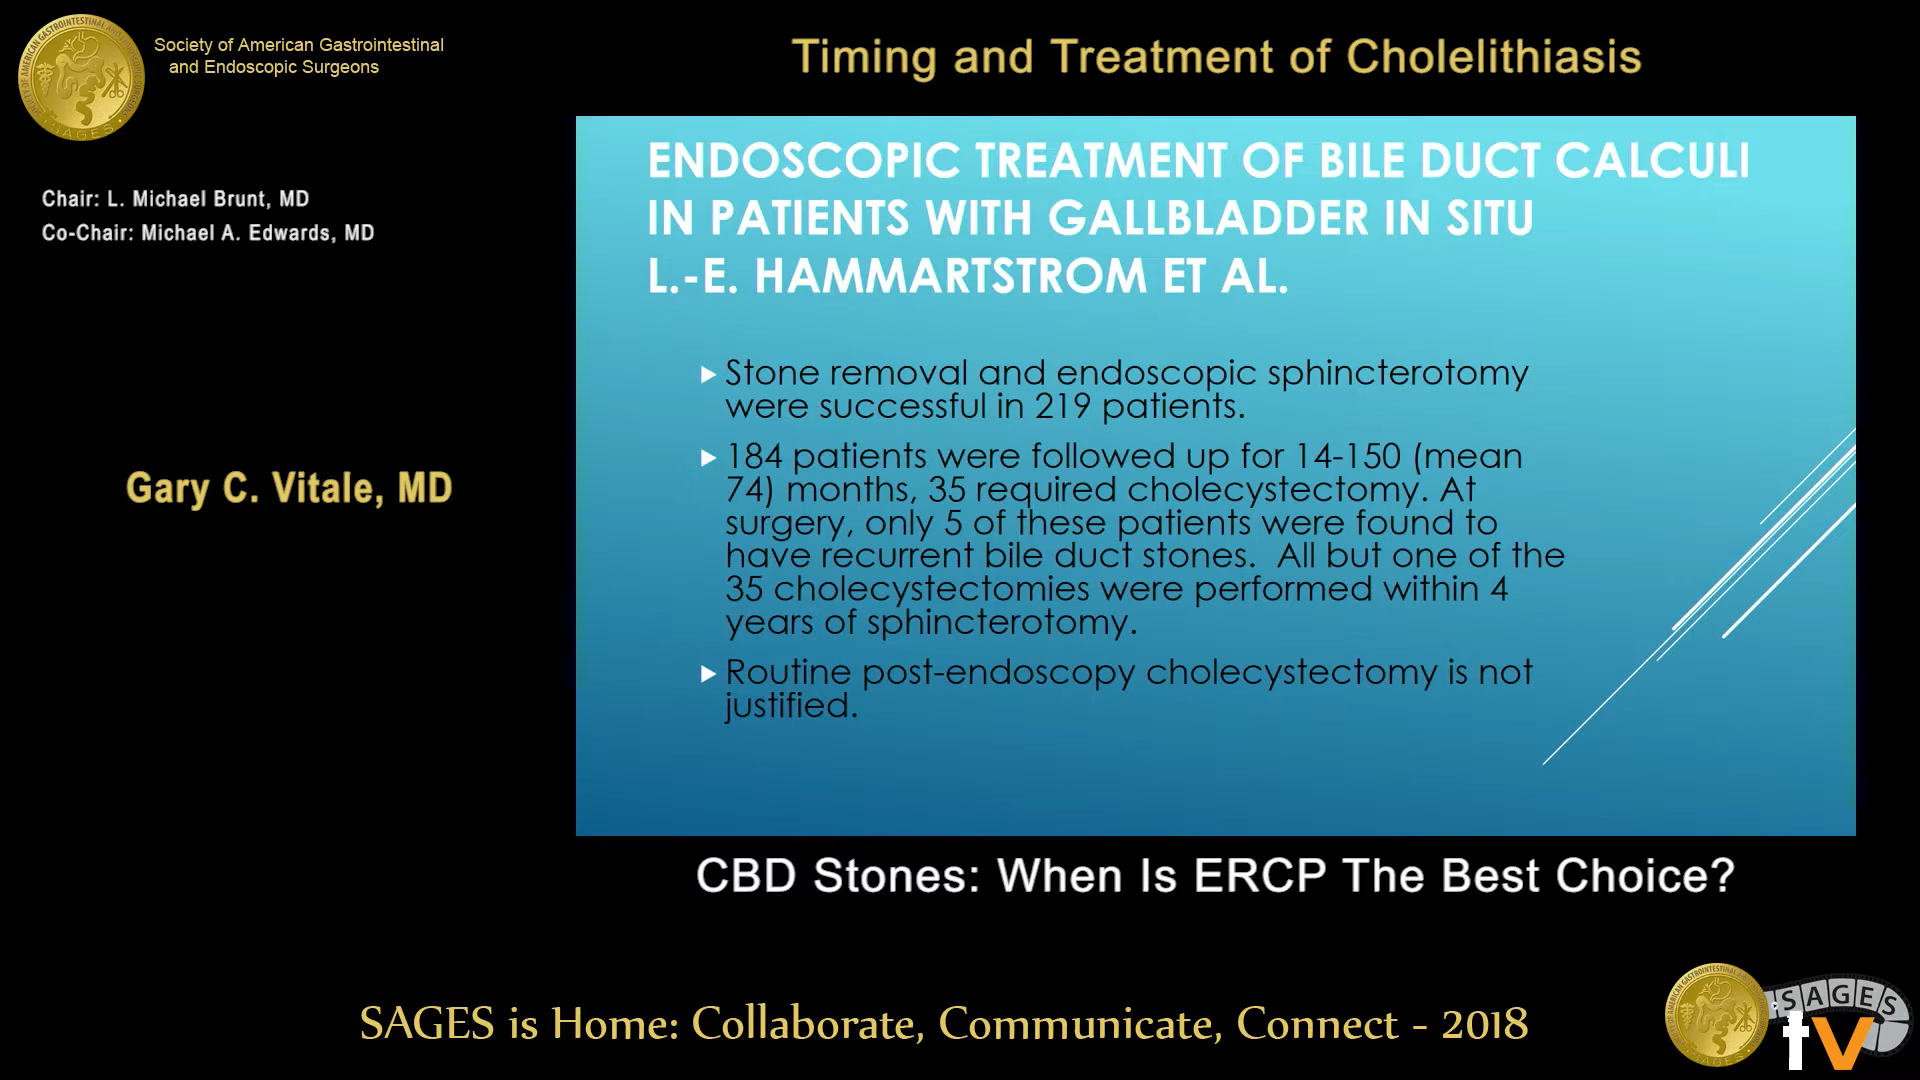 Society of American Gastrointestinal
and Endoscopic Surgeons
Timing and Treatment of Cholelithiasis
Chair: L. Michael Brunt, MD
Co-Chair: Michael A. Edwards, MD
Gary C. Vitale, MD
ENDOSCOPIC TREATMENT OF BILE DUCT CALCULI
IN PATIENTS WITH GALLBLADDER IN SITU
L.-E. HAMMARTSTROM ET AL.
Stone removal and endoscopic sphincterotomy
were successful in 219 patients.
184 patients were followed up for 14-150 (mean
74) months, 35 required cholecystectomy. At
surgery, only 5 of these patients were found to
have recurrent bile duct stones.  All but one of the
35 cholecystectomies were performed within 4
years of sphincterotomy.
Routine post-endoscopy cholecystectomy is not
justified.
CBD Stones: When Is ERCP The Best Choice?
SAGES is Home: Collaborate, Communicate, Connect - 2018
SAGES
tv